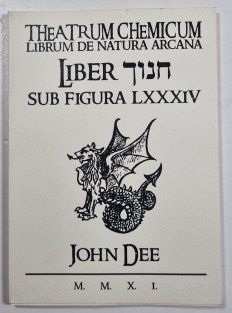 THEATRUM CHEMICUM
LIBRUM DE NATURA ARCANA
LIBER חנוך
SUB FIGURA LXXXIV
JOHN DEE
M. M. X. I.